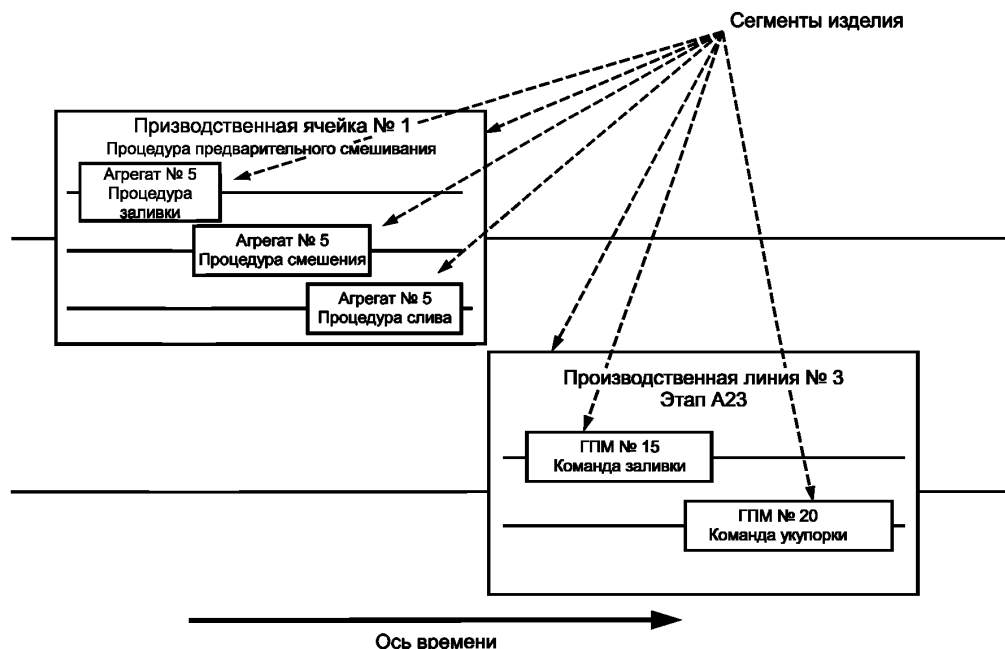 Сегменты изделия
Призводственная ячейка № 1
Процедура предварительного смешивания
Агрегат № 5
Процедура
заливки
Агрегат № 5
Процедура смешения
Агрегат № 5
Процедура слива
Производственная линия № 3
Этап А23
ГПМ № 15
Команда заливки
ГПМ № 20
Команда укупорки
Ось времени